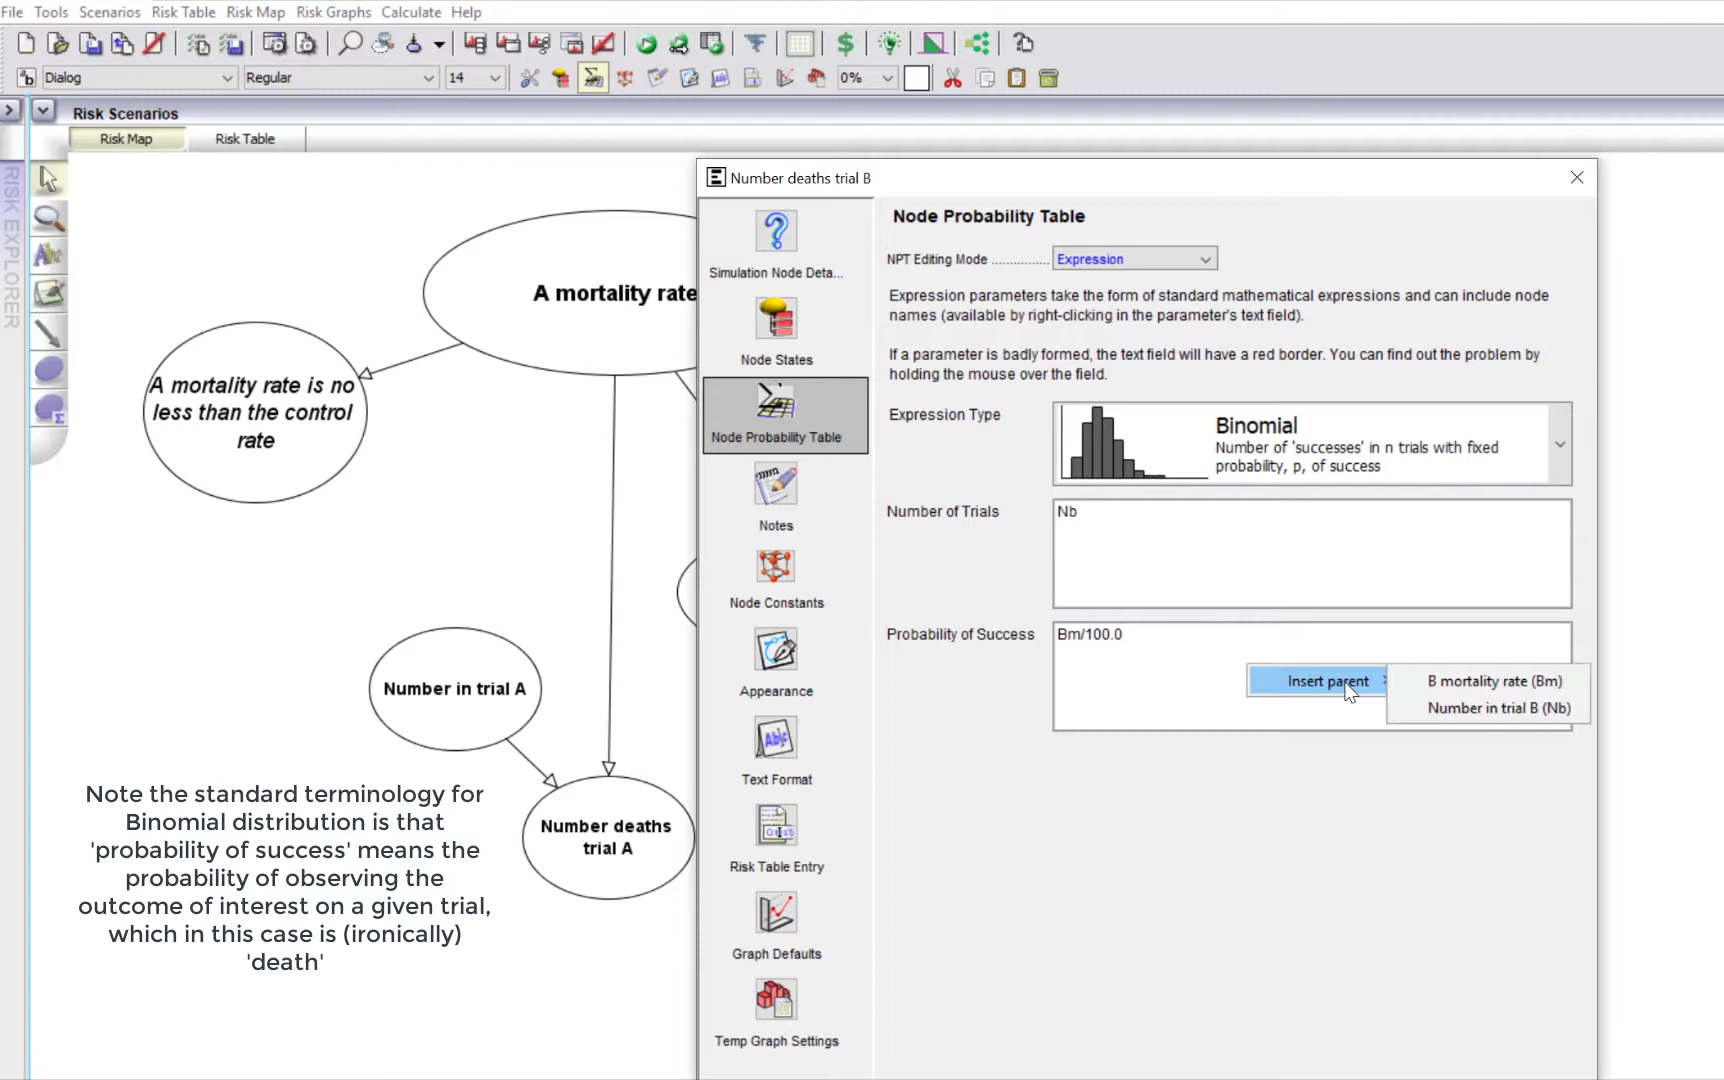 File Tools Scenarios Risk Table Risk Map Risk Graphs Calculate Help
Dialog Regular 14 0%
Risk Scenarios
Risk Map Risk Table
RISK EXPLORER
A mortality rate
A mortality rate is no
less than the control
rate
Number in trial A
Number deaths
trial A
Note the standard terminology for
Binomial distribution is that
'probability of success' means the
probability of observing the
outcome of interest on a given trial,
which in this case is (ironically)
'death'
Number deaths trial B
Simulation Node Deta...
Node States
Node Probability Table
Notes
Node Constants
Appearance
Text Format
Risk Table Entry
Graph Defaults
Temp Graph Settings
Node Probability Table
NPT Editing Mode ................ Expression
Expression parameters take the form of standard mathematical expressions and can include node
names (available by right-clicking in the parameter's text field).
If a parameter is badly formed, the text field will have a red border. You can find out the problem by
holding the mouse over the field.
Expression Type
Binomial
Number of 'successes' in n trials with fixed
probability, p, of success
Number of Trials Nb
Probability of Success Bm/100.0
Insert parent
B mortality rate (Bm)
Number in trial B (Nb)